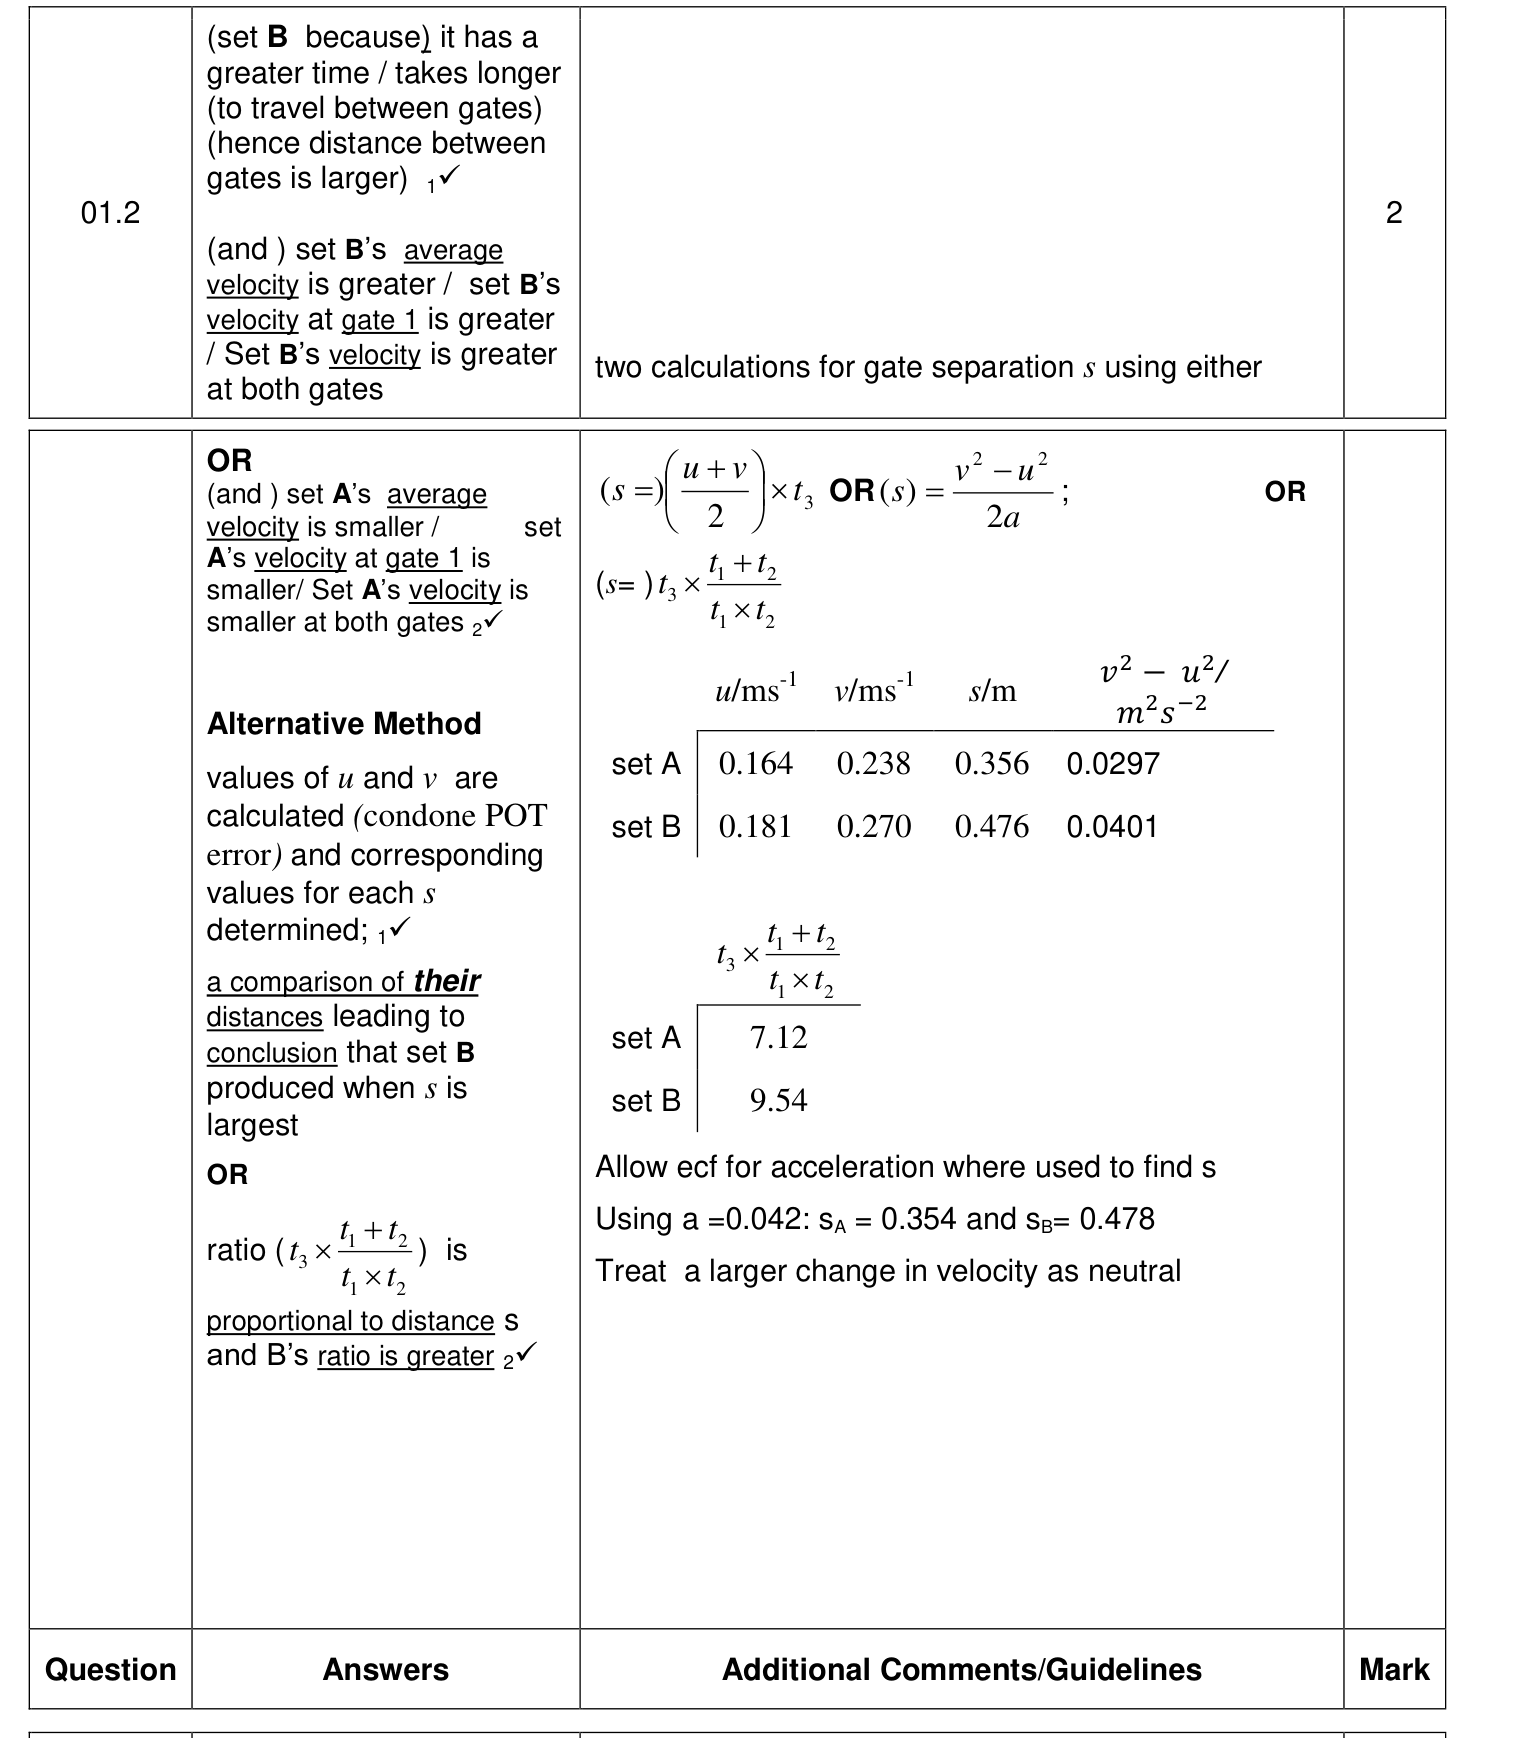 01.2
(set B because) it has a
greater time / takes longer
(to travel between gates)
(hence distance between
gates is larger) 1✓
(and ) set B's average
velocity is greater / set B's
velocity at gate 1 is greater
/ Set B's velocity is greater
at both gates
two calculations for gate separation s using either
2
OR
(and ) set A's average
velocity is smaller / set
A's velocity at gate 1 is
smaller/ Set A's velocity is
smaller at both gates 2✓
Alternative Method
values of u and v are
calculated (condone POT
error) and corresponding
values for each s
determined; 1✓
a comparison of their
distances leading to
conclusion that set B
produced when s is
largest
OR
ratio ( t₃ × (t₁ + t₂)/(t₁ × t₂) ) is
proportional to distance s
and B's ratio is greater 2✓
(s =)((u + v)/2) × t₃ OR (s) = (v² − u²)/2a ; OR
(s= ) t₃ × (t₁ + t₂)/(t₁ × t₂)
u/ms⁻¹ v/ms⁻¹ s/m v² − u²/
m²s⁻²
set A 0.164 0.238 0.356 0.0297
set B 0.181 0.270 0.476 0.0401
t₃ × (t₁ + t₂)/(t₁ × t₂)
set A 7.12
set B 9.54
Allow ecf for acceleration where used to find s
Using a =0.042: sA = 0.354 and sB= 0.478
Treat a larger change in velocity as neutral
Question Answers Additional Comments/Guidelines Mark